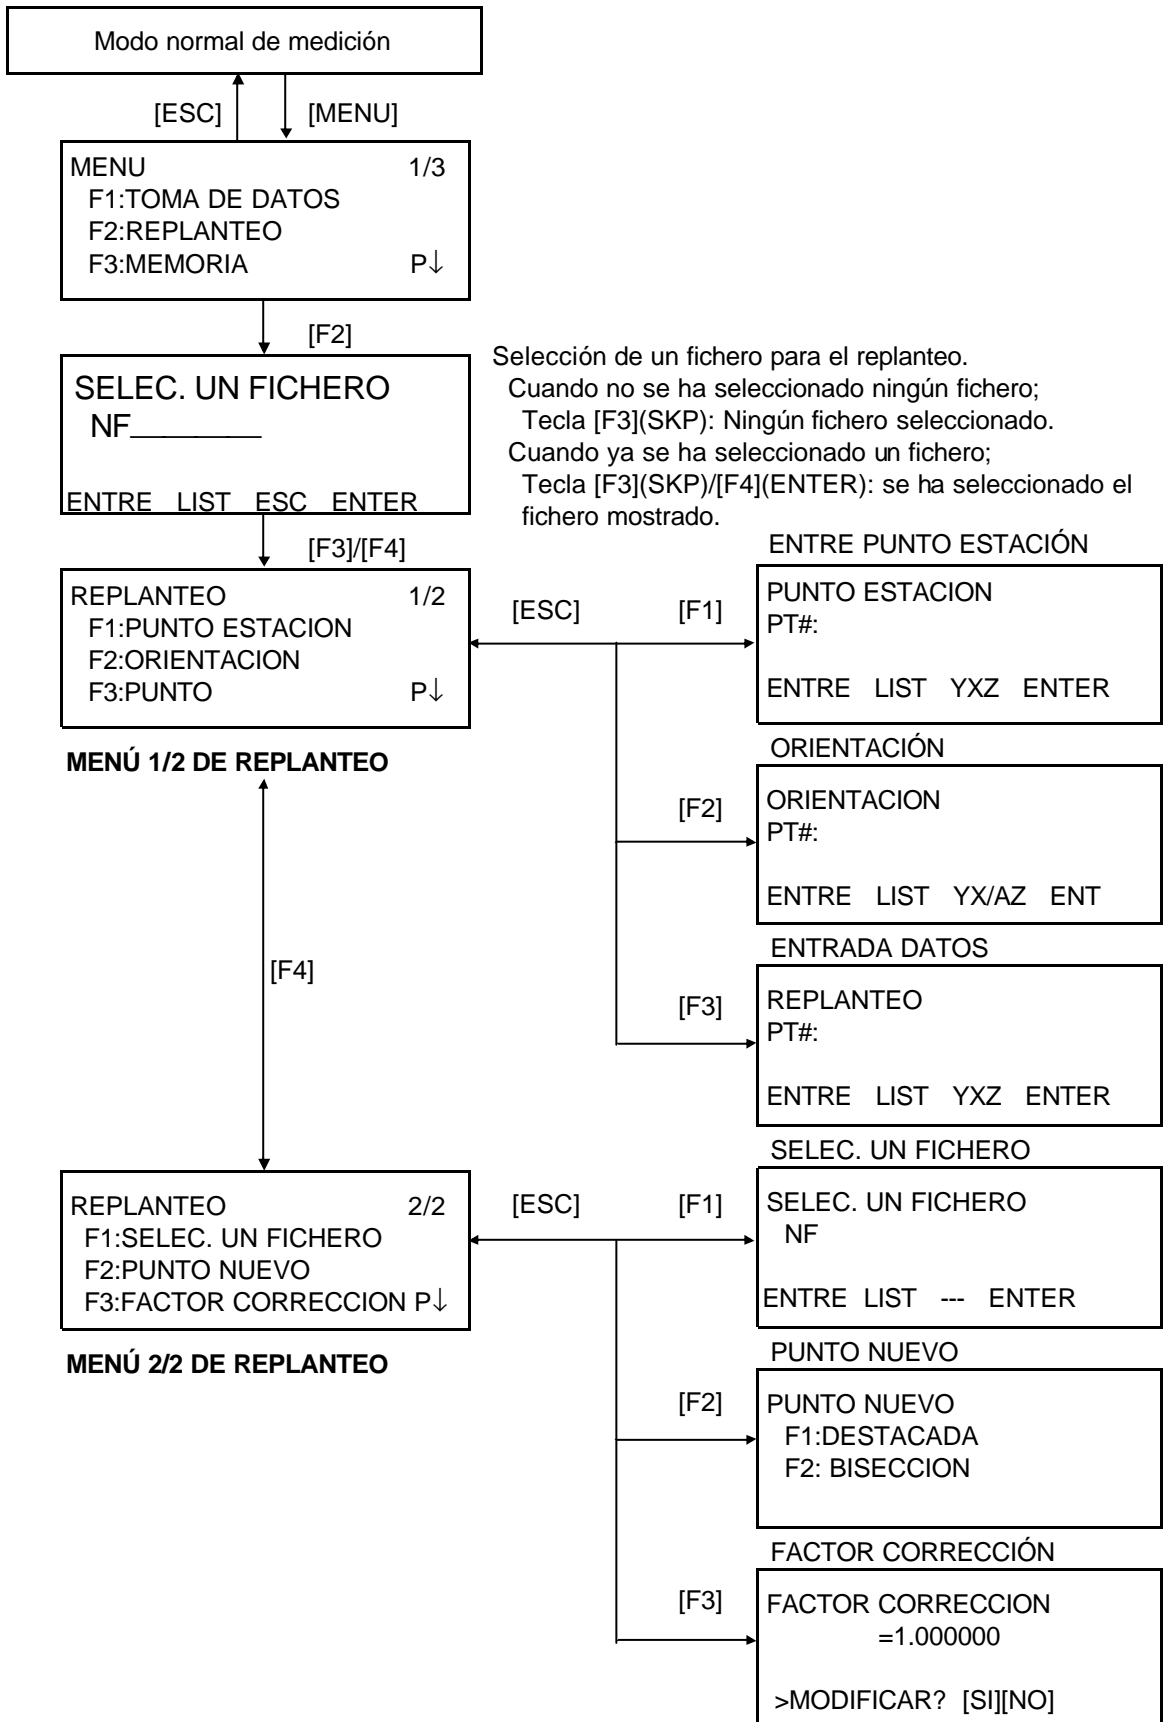 Modo normal de medición
[ESC] [MENU]
MENU 1/3
F1:TOMA DE DATOS
F2:REPLANTEO
F3:MEMORIA P↓
[F2]
SELEC. UN FICHERO
NF________
ENTRE LIST ESC ENTER
Selección de un fichero para el replanteo.
Cuando no se ha seleccionado ningún fichero;
Tecla [F3](SKP): Ningún fichero seleccionado.
Cuando ya se ha seleccionado un fichero;
Tecla [F3](SKP)/[F4](ENTER): se ha seleccionado el
fichero mostrado.
[F3]/[F4]
REPLANTEO 1/2
F1:PUNTO ESTACION
F2:ORIENTACION
F3:PUNTO P↓
MENÚ 1/2 DE REPLANTEO
[ESC] [F1]
ENTRE PUNTO ESTACIÓN
PUNTO ESTACION
PT#:
ENTRE LIST YXZ ENTER
[F2]
ORIENTACIÓN
ORIENTACION
PT#:
ENTRE LIST YX/AZ ENT
[F3]
ENTRADA DATOS
REPLANTEO
PT#:
ENTRE LIST YXZ ENTER
[F4]
REPLANTEO 2/2
F1:SELEC. UN FICHERO
F2:PUNTO NUEVO
F3:FACTOR CORRECCION P↓
MENÚ 2/2 DE REPLANTEO
[ESC] [F1]
SELEC. UN FICHERO
SELEC. UN FICHERO
NF
ENTRE LIST --- ENTER
[F2]
PUNTO NUEVO
PUNTO NUEVO
F1:DESTACADA
F2: BISECCION
[F3]
FACTOR CORRECCIÓN
FACTOR CORRECCION
=1.000000
>MODIFICAR? [SI][NO]